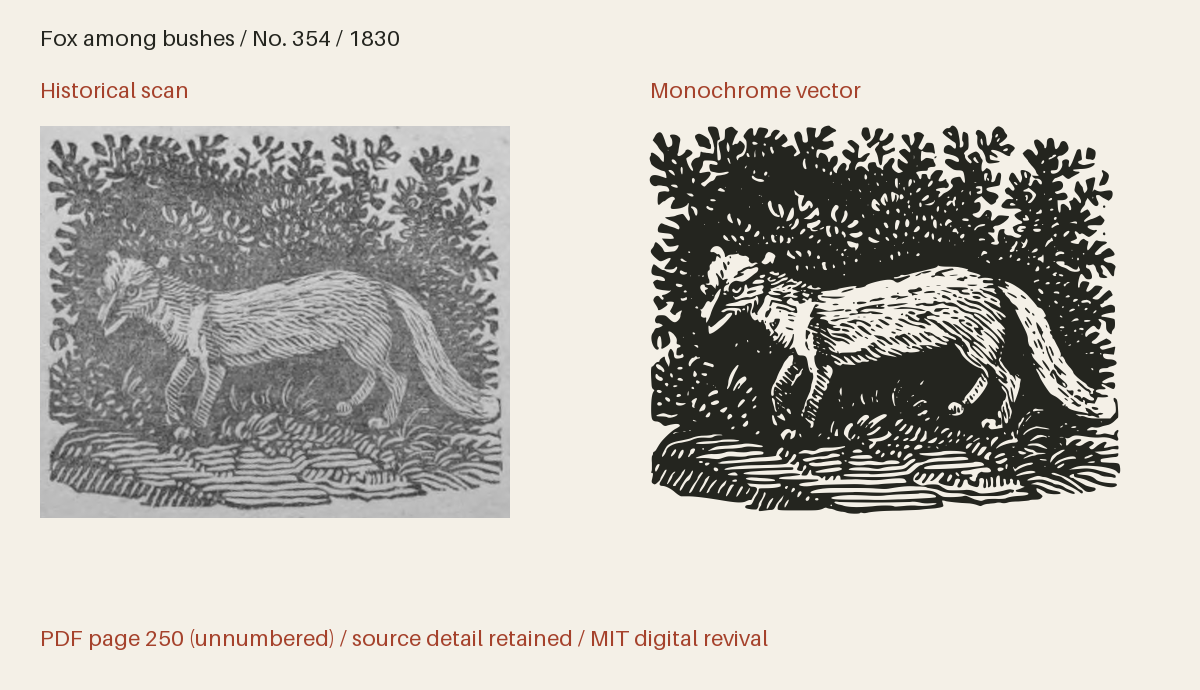 Fox among bushes / No. 354 / 1830
Historical scan
Monochrome vector
PDF page 250 (unnumbered) / source detail retained / MIT digital revival